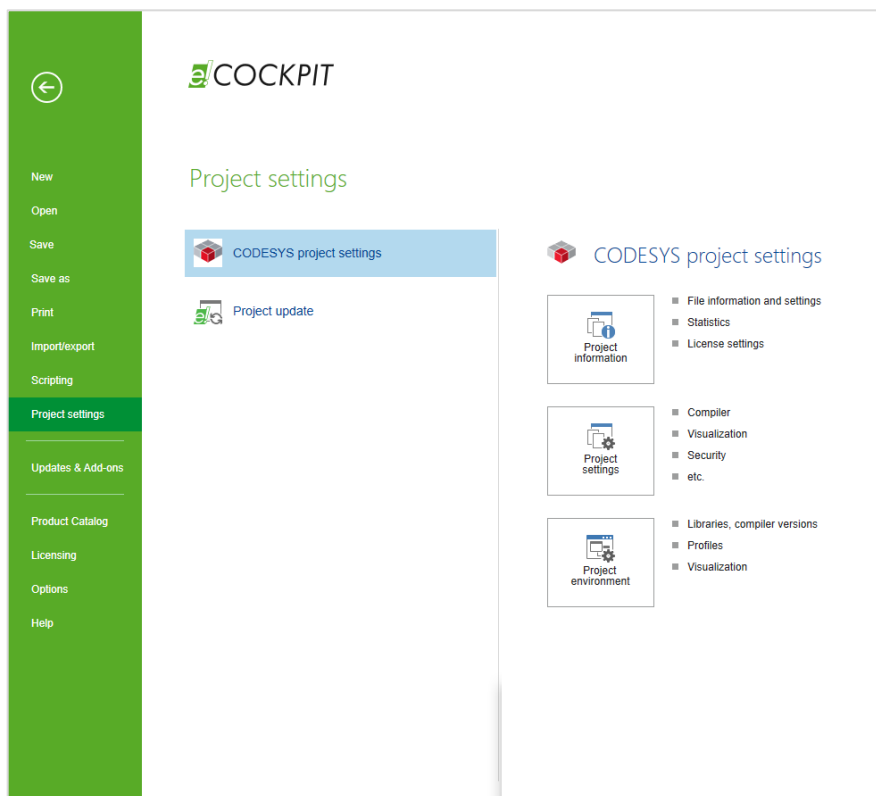 e!COCKPIT
New
Open
Save
Save as
Print
Import/export
Scripting
Project settings
Updates & Add-ons
Product Catalog
Licensing
Options
Help
Project settings
CODESYS project settings
Project update
CODESYS project settings
Project
information
File information and settings
Statistics
License settings
Project
settings
Compiler
Visualization
Security
etc.
Project
environment
Libraries, compiler versions
Profiles
Visualization